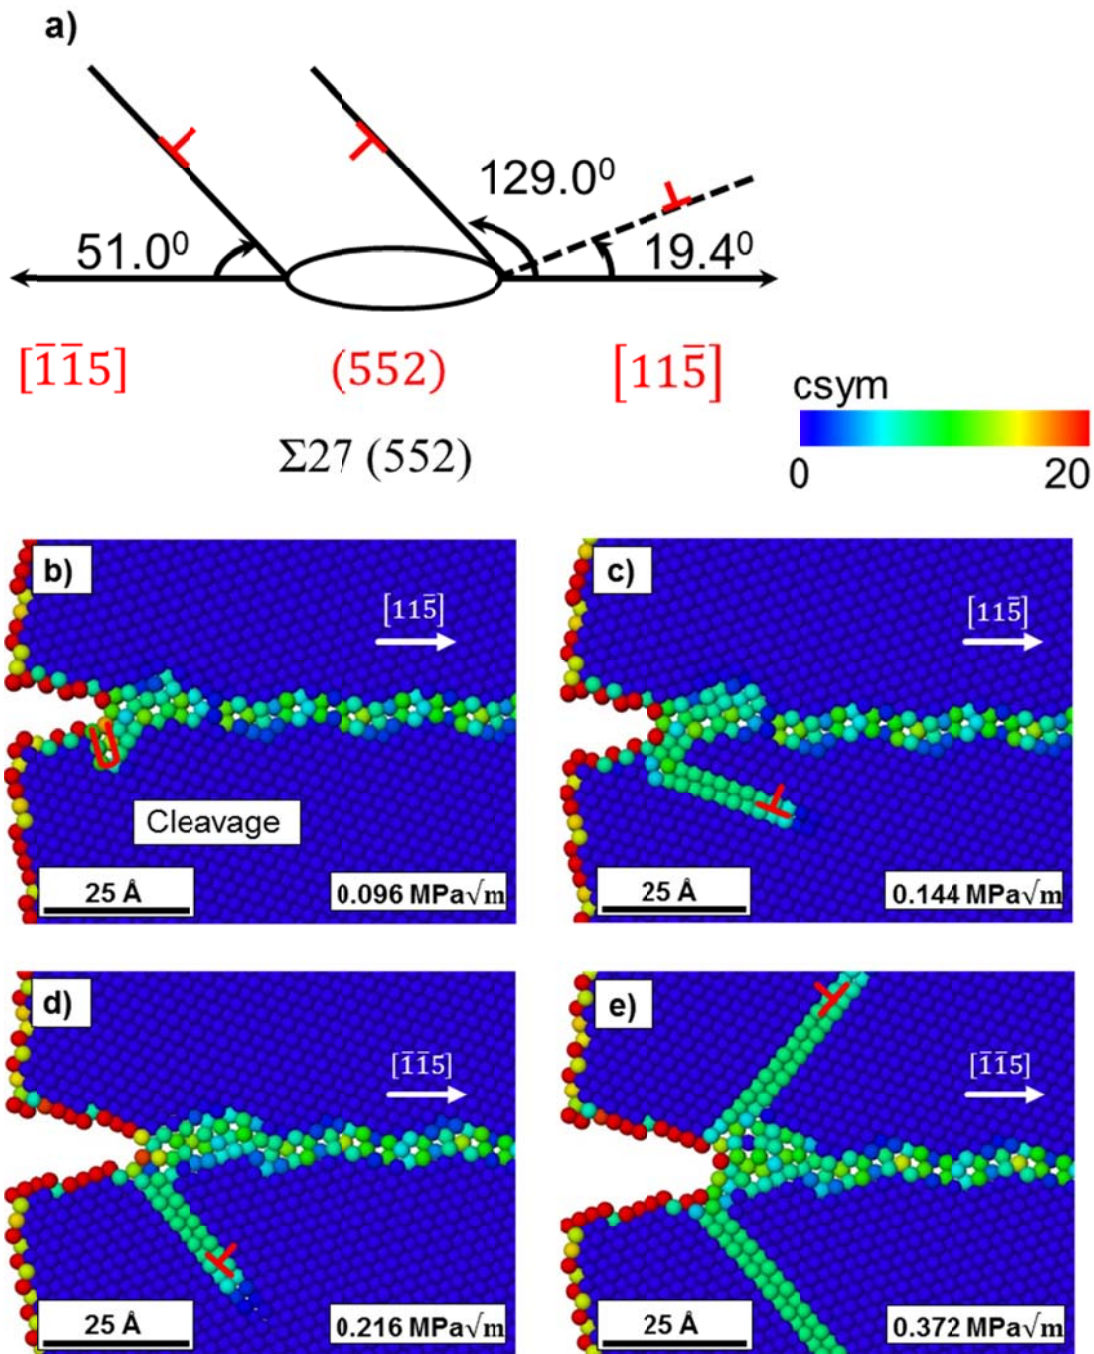 a)
129.0⁰
51.0⁰
19.4⁰
[1̅1̅5]
(552)
[115̅]
csym
Σ27 (552)
0
20
b)
[115̅]
Cleavage
25 Å
0.096 MPa√m
c)
[115̅]
25 Å
0.144 MPa√m
d)
[1̅1̅5]
25 Å
0.216 MPa√m
e)
[1̅1̅5]
25 Å
0.372 MPa√m